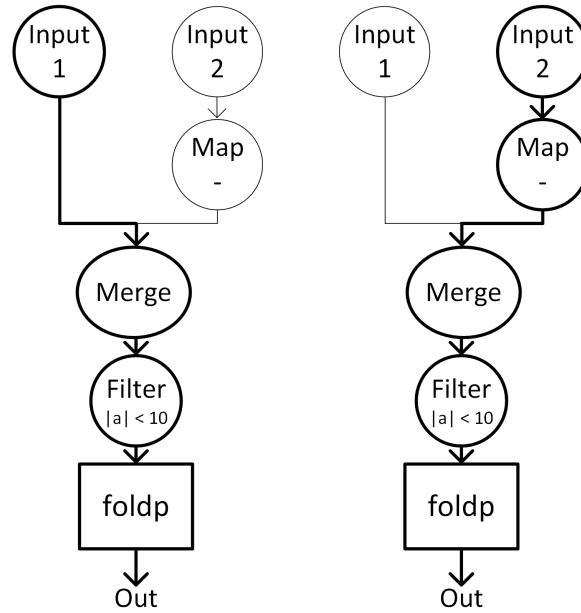 Input
1
Input
2
Map
-
Merge
Filter
|a| < 10
foldp
Out
Input
1
Input
2
Map
-
Merge
Filter
|a| < 10
foldp
Out